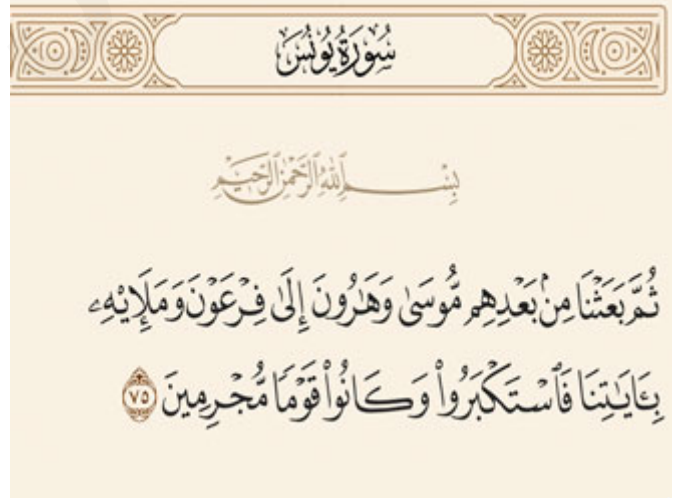 سُورَةُ يُونُسَ
بِسْمِ ٱللَّهِ ٱلرَّحْمَٰنِ ٱلرَّحِيمِ
ثُمَّ بَعَثْنَا مِنۢ بَعْدِهِم مُّوسَىٰ وَهَٰرُونَ إِلَىٰ فِرْعَوْنَ وَمَلَإِي۟هِۦ
بِـَٔايَٰتِنَا فَٱسْتَكْبَرُوا۟ وَكَانُوا۟ قَوْمًا مُّجْرِمِينَ ٧٥